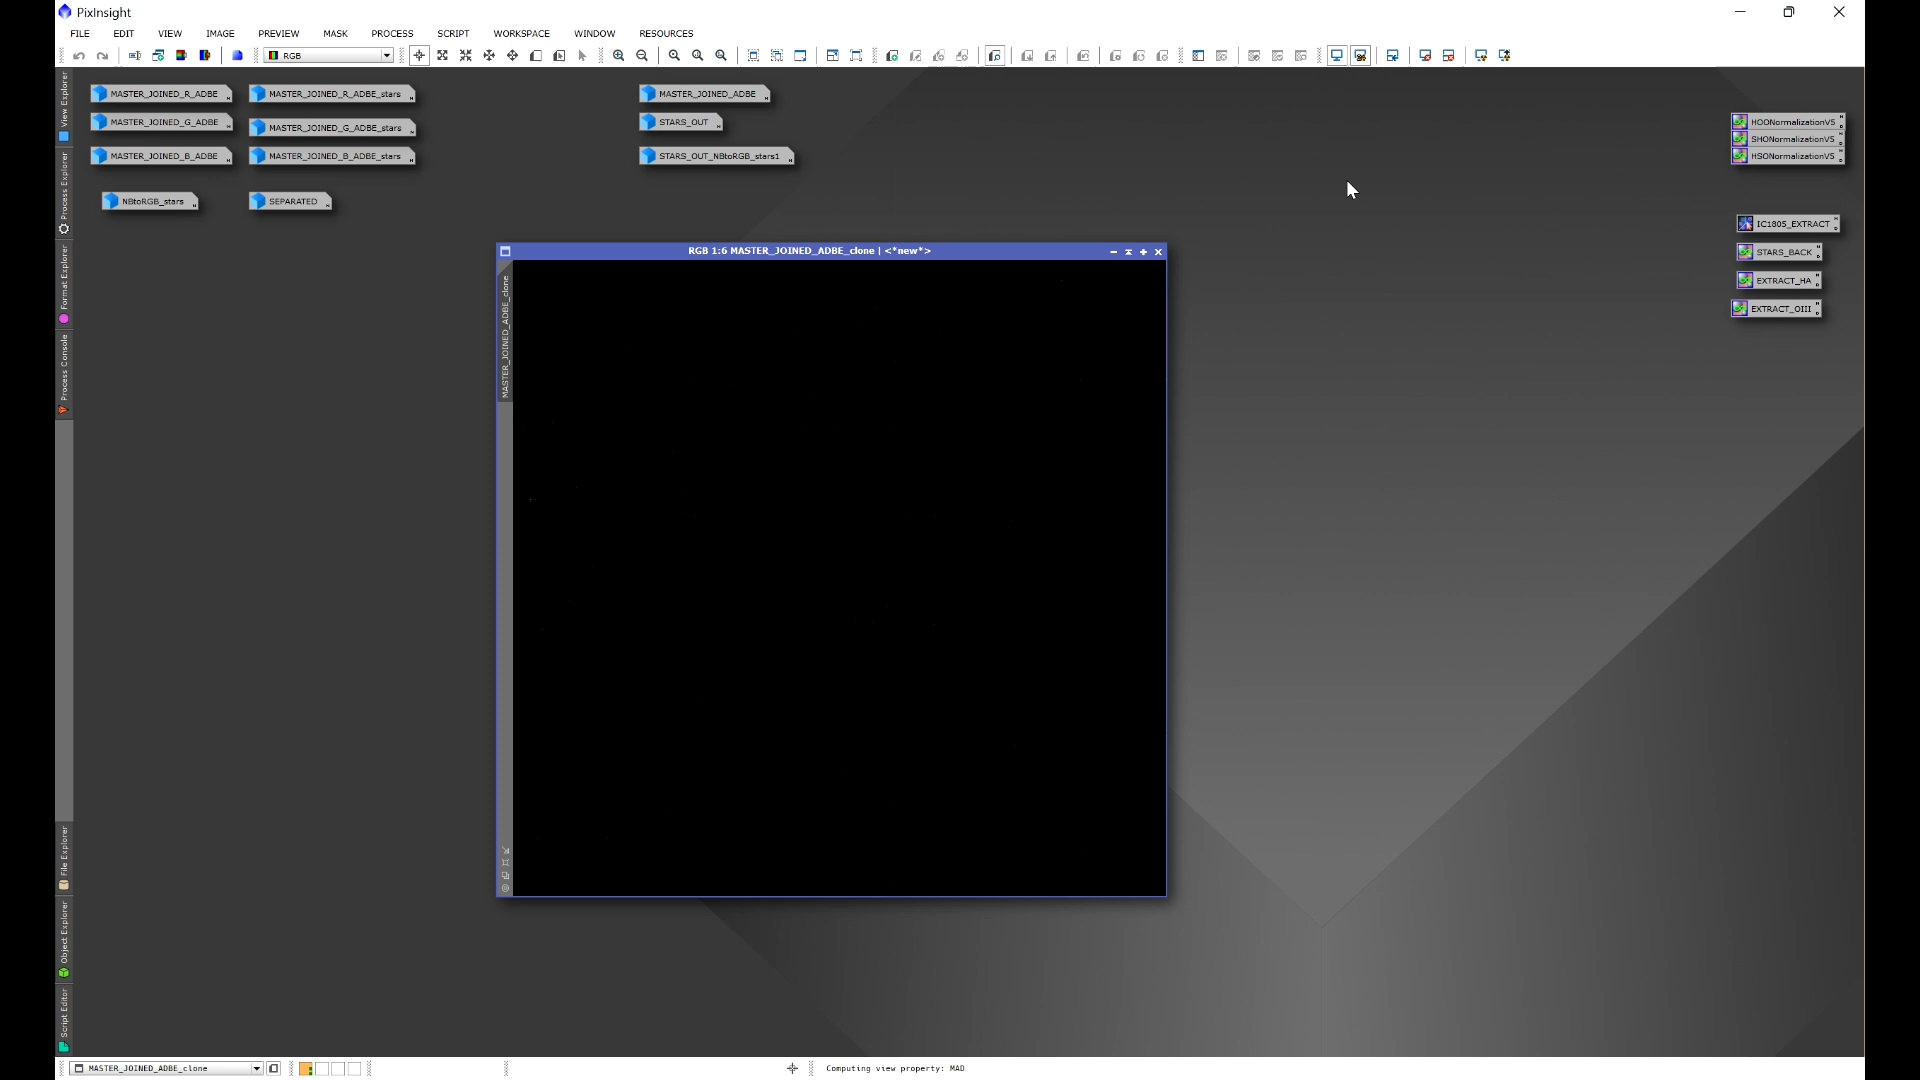 PixInsight
FILE EDIT VIEW IMAGE PREVIEW MASK PROCESS SCRIPT WORKSPACE WINDOW RESOURCES
RGB
View Explorer
Process Explorer
Format Explorer
Process Console
File Explorer
Object Explorer
Script Editor
MASTER_JOINED_R_ADBE
MASTER_JOINED_R_ADBE_stars
MASTER_JOINED_ADBE
MASTER_JOINED_G_ADBE
MASTER_JOINED_G_ADBE_stars
STARS_OUT
MASTER_JOINED_B_ADBE
MASTER_JOINED_B_ADBE_stars
STARS_OUT_NBtoRGB_stars1
NBtoRGB_stars
SEPARATED
HOONormalizationV5
SHONormalizationV5
HSONormalizationV5
IC1805_EXTRACT
STARS_BACK
EXTRACT_HA
EXTRACT_OIII
RGB 1:6 MASTER_JOINED_ADBE_clone | <*new*>
MASTER_JOINED_ADBE_clone
MASTER_JOINED_ADBE_clone
Computing view property: MAD